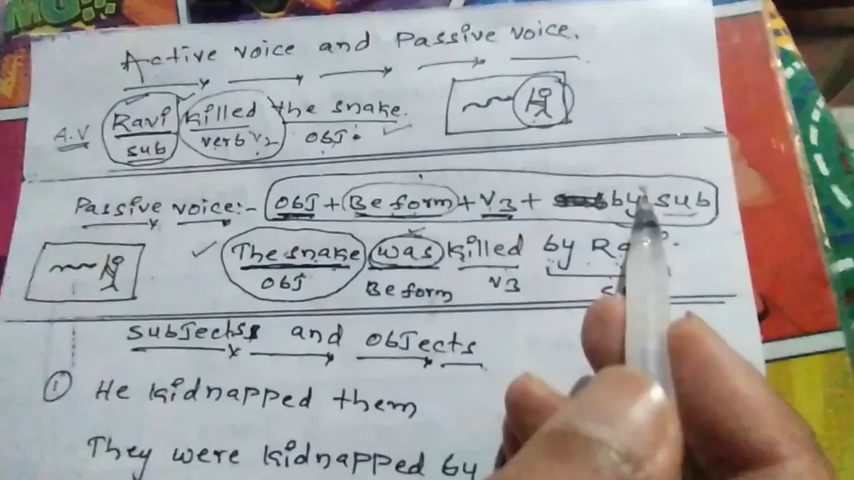 Active voice and Passive voice.
A.V Ravi killed the snake.
sub verb v2 OBJ.
Passive voice:- OBJ + Be form + V3 + by sub
The snake was killed by
OBJ Be form V3
subjects and objects
① He kidnapped them
They were kidnapped by